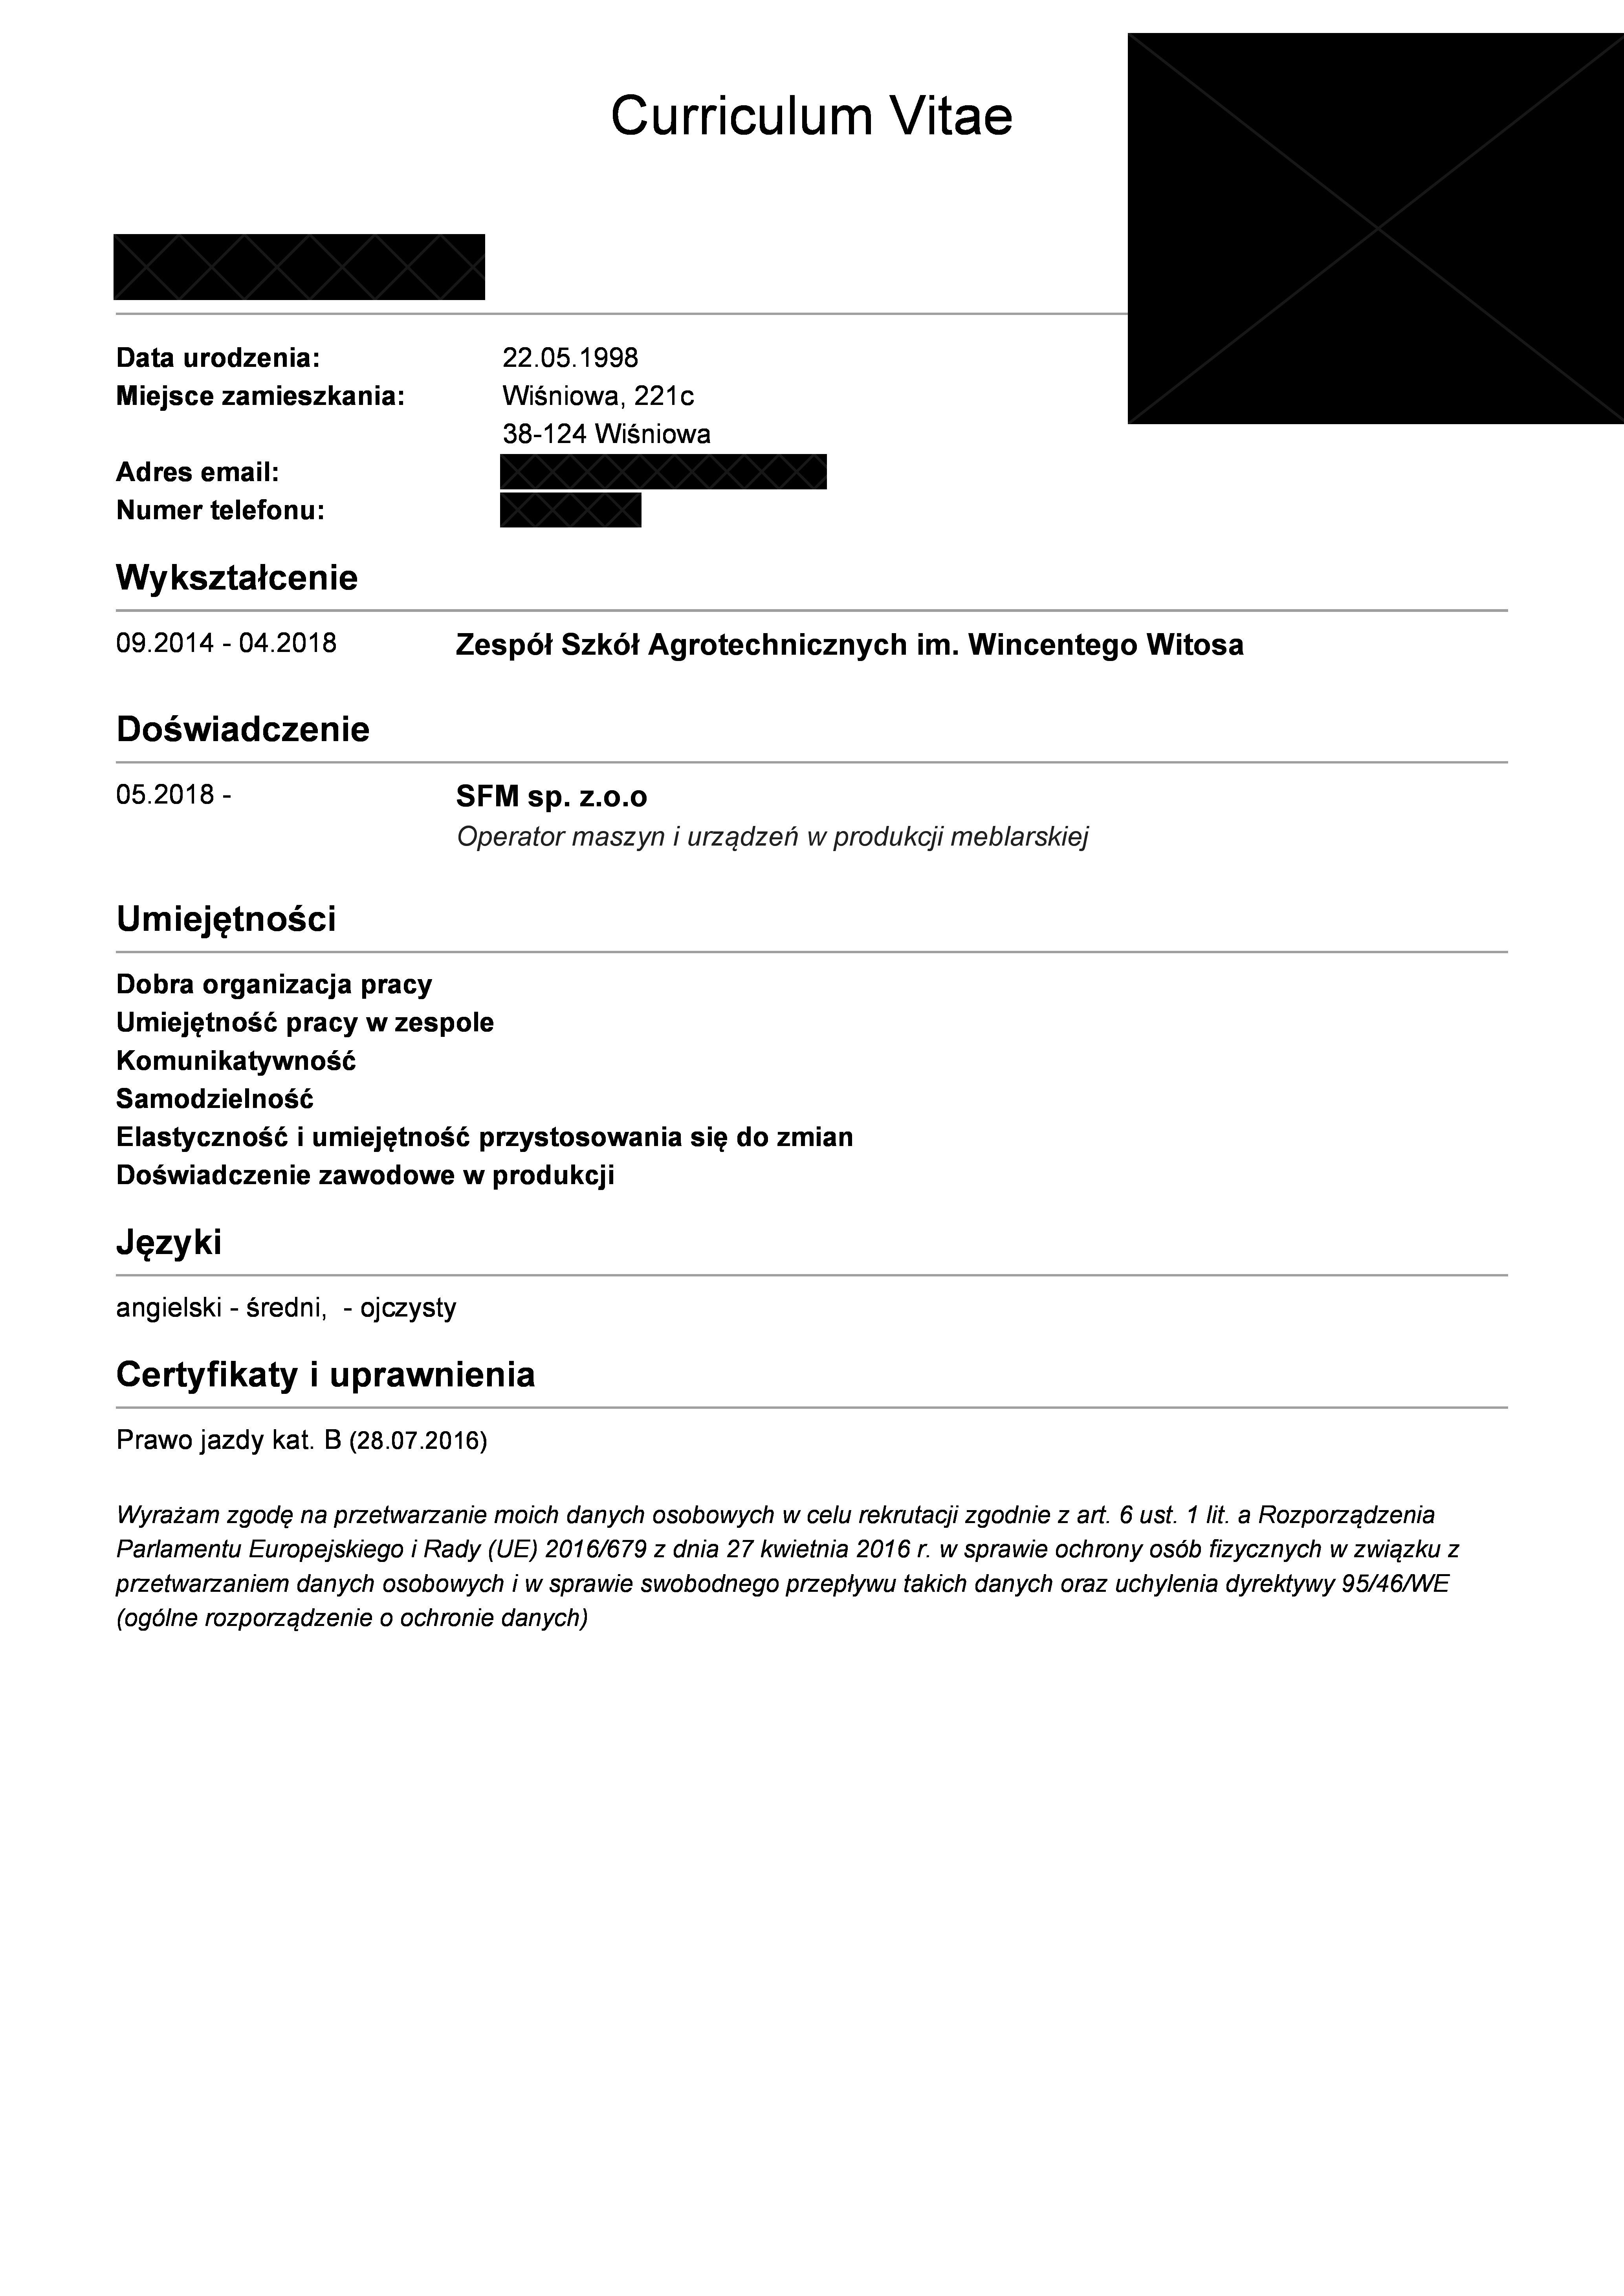 Curriculum Vitae
Data urodzenia: 22.05.1998
Miejsce zamieszkania: Wiśniowa, 221c
38-124 Wiśniowa
Adres email:
Numer telefonu:
Wykształcenie
09.2014 - 04.2018 Zespół Szkół Agrotechnicznych im. Wincentego Witosa
Doświadczenie
05.2018 - SFM sp. z.o.o
Operator maszyn i urządzeń w produkcji meblarskiej
Umiejętności
Dobra organizacja pracy
Umiejętność pracy w zespole
Komunikatywność
Samodzielność
Elastyczność i umiejętność przystosowania się do zmian
Doświadczenie zawodowe w produkcji
Języki
angielski - średni,  - ojczysty
Certyfikaty i uprawnienia
Prawo jazdy kat. B (28.07.2016)
Wyrażam zgodę na przetwarzanie moich danych osobowych w celu rekrutacji zgodnie z art. 6 ust. 1 lit. a Rozporządzenia
Parlamentu Europejskiego i Rady (UE) 2016/679 z dnia 27 kwietnia 2016 r. w sprawie ochrony osób fizycznych w związku z
przetwarzaniem danych osobowych i w sprawie swobodnego przepływu takich danych oraz uchylenia dyrektywy 95/46/WE
(ogólne rozporządzenie o ochronie danych)